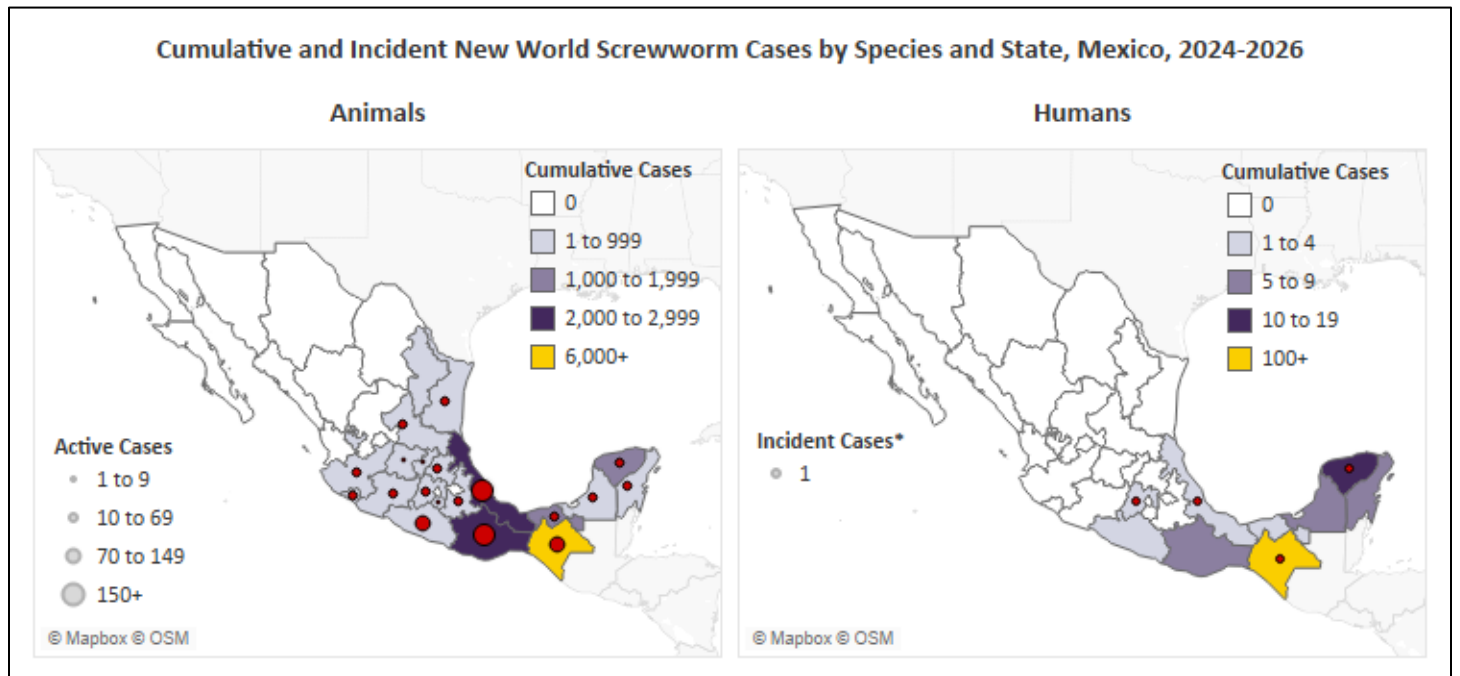 Cumulative and Incident New World Screwworm Cases by Species and State, Mexico, 2024-2026
Animals
Cumulative Cases
0
1 to 999
1,000 to 1,999
2,000 to 2,999
6,000+
Active Cases
1 to 9
10 to 69
70 to 149
150+
© Mapbox © OSM
Humans
Cumulative Cases
0
1 to 4
5 to 9
10 to 19
100+
Incident Cases*
1
© Mapbox © OSM